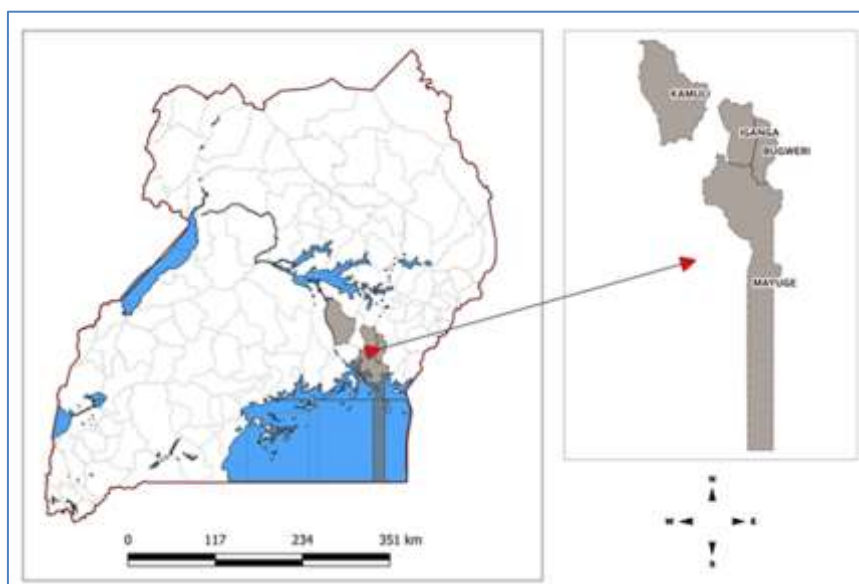 KAMULI
IGANGA
BUGWERI
MAYUGE
0 117 234 351 km
N
W E
S